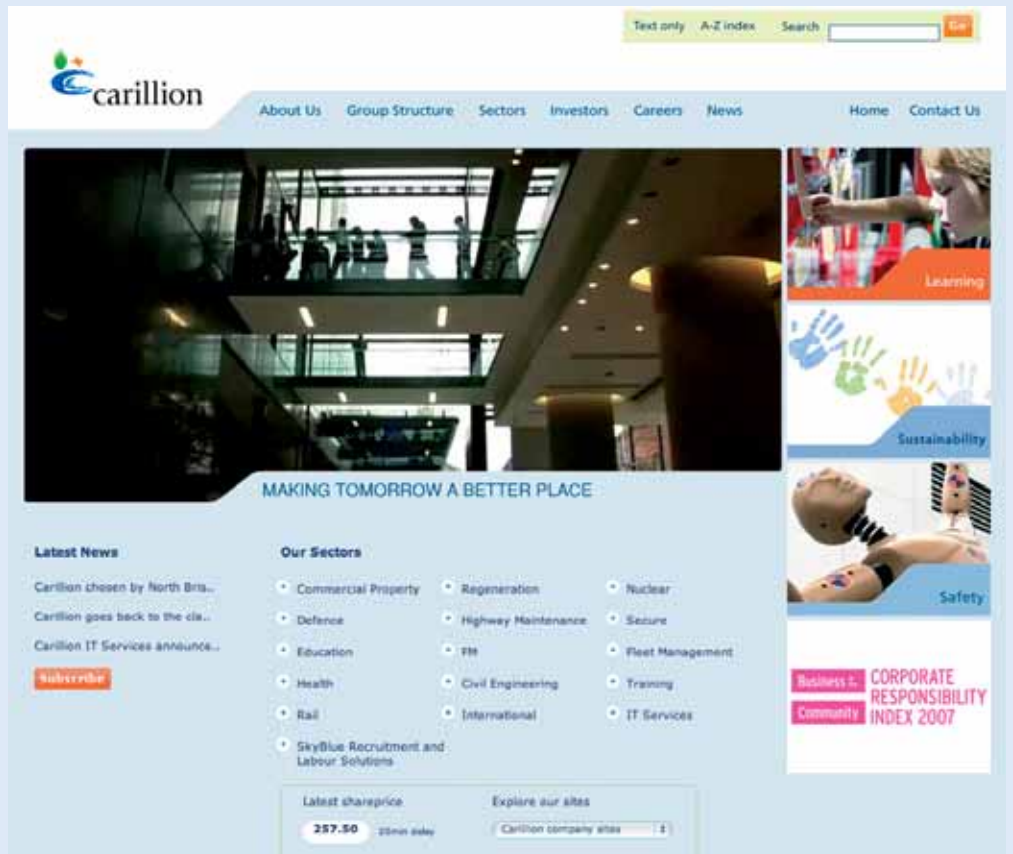 Text only A-Z index Search Go
carillion
About Us Group Structure Sectors Investors Careers News Home Contact Us
Learning
Sustainability
Safety
MAKING TOMORROW A BETTER PLACE
Latest News
Carillion chosen by North Bris..
Carillion goes back to the cla..
Carillion IT Services announce..
Subscribe
Our Sectors
Commercial Property Regeneration Nuclear
Defence Highway Maintenance Secure
Education FM Fleet Management
Health Civil Engineering Training
Rail International IT Services
SkyBlue Recruitment and
Labour Solutions
Business in the CORPORATE
RESPONSIBILITY
Community INDEX 2007
Latest shareprice Explore our sites
257.50 20min delay Carillion company sites